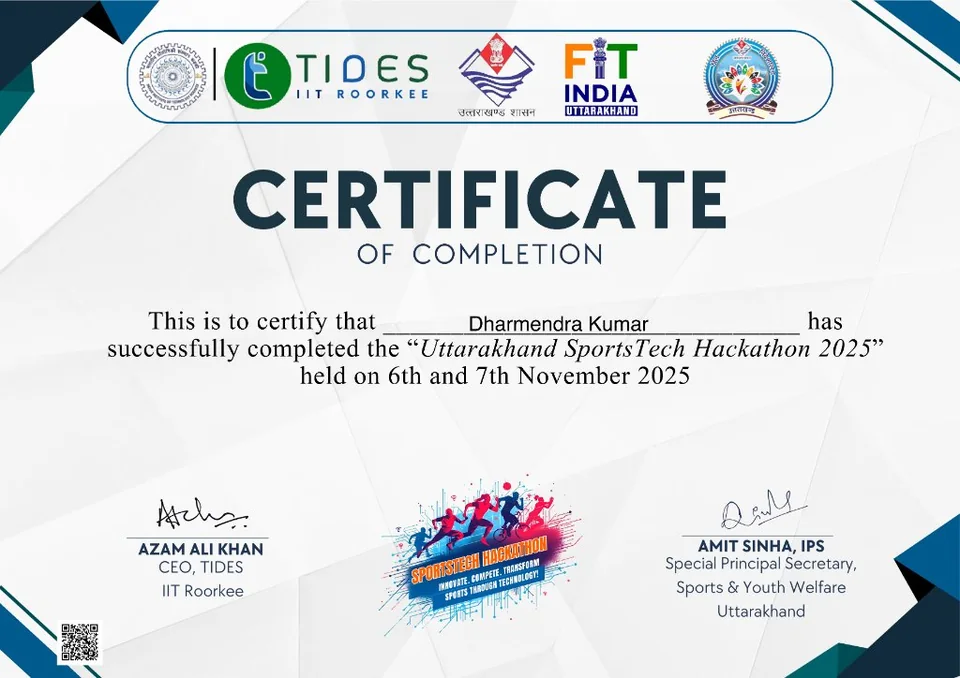 TIDES
IIT ROORKEE
उत्तराखण्ड शासन
FIT
INDIA
UTTARAKHAND
उत्तराखण्ड
CERTIFICATE
OF COMPLETION
This is to certify that Dharmendra Kumar has
successfully completed the “Uttarakhand SportsTech Hackathon 2025”
held on 6th and 7th November 2025
SPORTSTECH HACKATHON
INNOVATE. COMPETE. TRANSFORM
SPORTS THROUGH TECHNOLOGY!
AZAM ALI KHAN
CEO, TIDES
IIT Roorkee
AMIT SINHA, IPS
Special Principal Secretary,
Sports & Youth Welfare
Uttarakhand